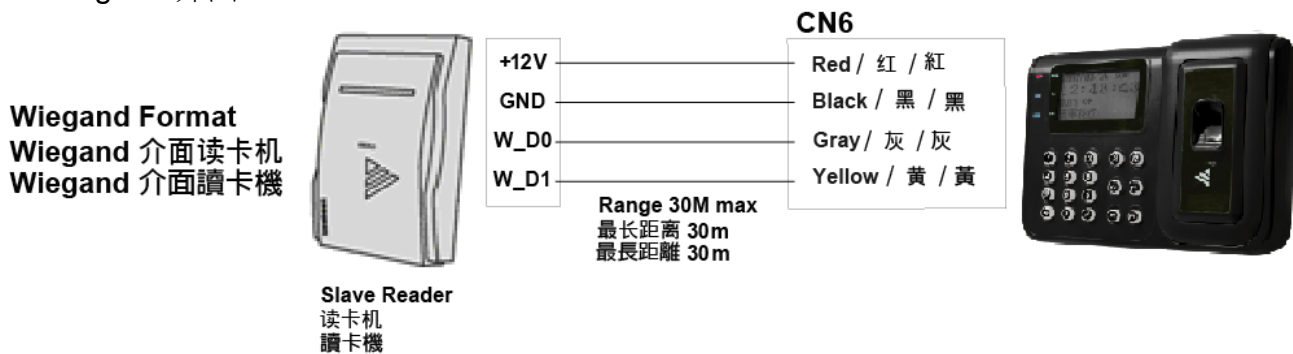 CN6
+12V
Red / 红 / 紅
GND
Black / 黑 / 黑
W_D0
Gray / 灰 / 灰
W_D1
Yellow / 黄 / 黃
Wiegand Format
Wiegand 介面读卡机
Wiegand 介面讀卡機
Range 30M max
最长距离 30m
最長距離 30m
Slave Reader
读卡机
讀卡機